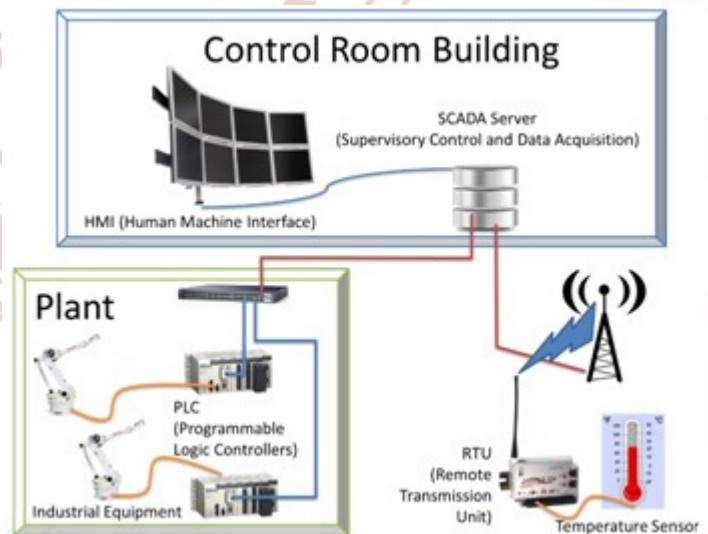 Control Room Building
SCADA Server
(Supervisory Control and Data Acquisition)
HMI (Human Machine Interface)
Plant
PLC
(Programmable
Logic Controllers)
Industrial Equipment
RTU
(Remote
Transmission
Unit)
°F
°C
Temperature Sensor